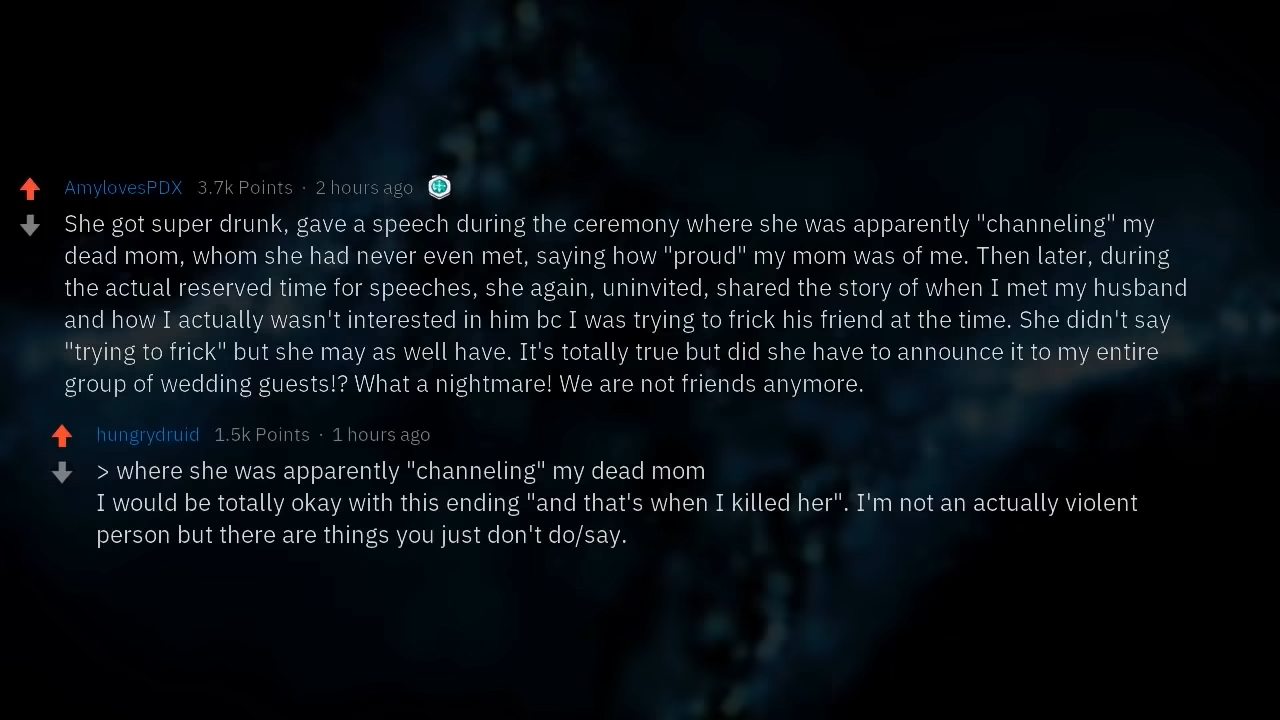 AmylovesPDX 3.7k Points · 2 hours ago
She got super drunk, gave a speech during the ceremony where she was apparently "channeling" my
dead mom, whom she had never even met, saying how "proud" my mom was of me. Then later, during
the actual reserved time for speeches, she again, uninvited, shared the story of when I met my husband
and how I actually wasn't interested in him bc I was trying to frick his friend at the time. She didn't say
"trying to frick" but she may as well have. It's totally true but did she have to announce it to my entire
group of wedding guests!? What a nightmare! We are not friends anymore.
hungrydruid 1.5k Points · 1 hours ago
> where she was apparently "channeling" my dead mom
I would be totally okay with this ending "and that's when I killed her". I'm not an actually violent
person but there are things you just don't do/say.